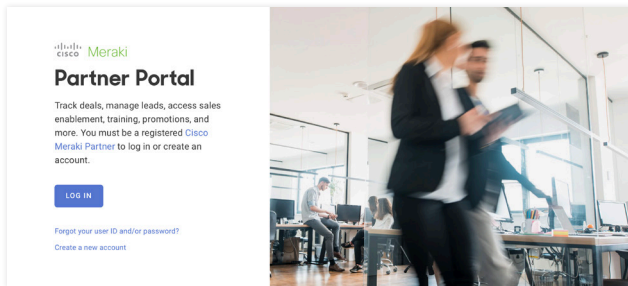 CISCO Meraki
Partner Portal
Track deals, manage leads, access sales
enablement, training, promotions, and
more. You must be a registered Cisco
Meraki Partner to log in or create an
account.
LOG IN
Forgot your user ID and/or password?
Create a new account